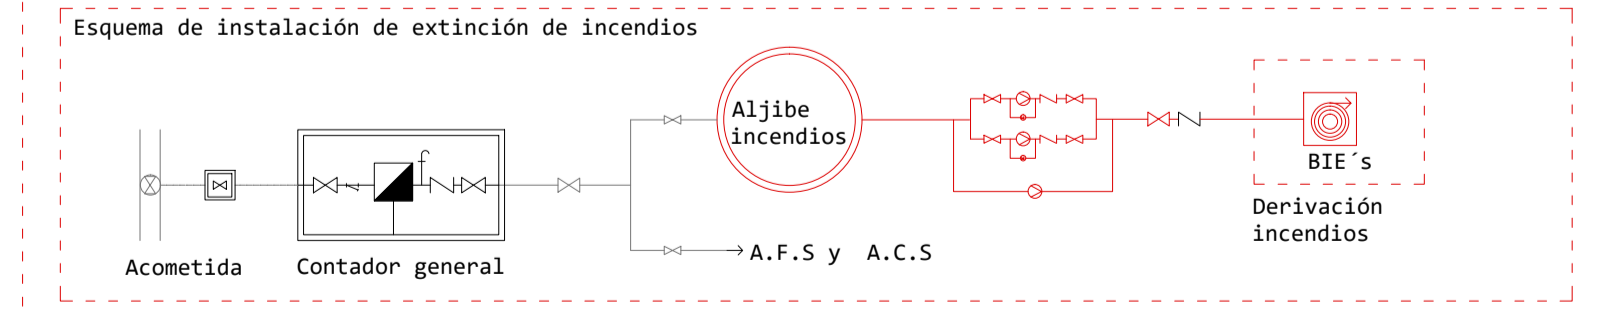 Esquema de instalación de extinción de incendios
Aljibe
incendios
BIE´s
Derivación
incendios
Acometida
Contador general
A.F.S y A.C.S